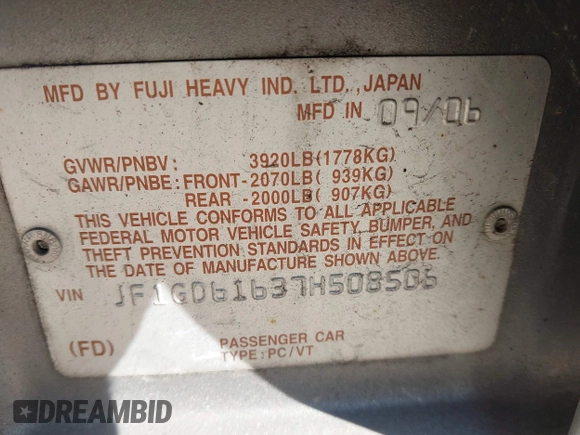 MFD BY FUJI HEAVY IND. LTD., JAPAN
MFD IN 09/06
GVWR/PNBV: 3920LB(1778KG)
GAWR/PNBE: FRONT-2070LB( 939KG)
REAR -2000LB( 907KG)
THIS VEHICLE CONFORMS TO ALL APPLICABLE
FEDERAL MOTOR VEHICLE SAFETY, BUMPER, AND
THEFT PREVENTION STANDARDS IN EFFECT ON
THE DATE OF MANUFACTURE SHOWN ABOVE.
VIN JF1GD61637H508506
(FD) PASSENGER CAR
TYPE: PC/VT
DREAMBID